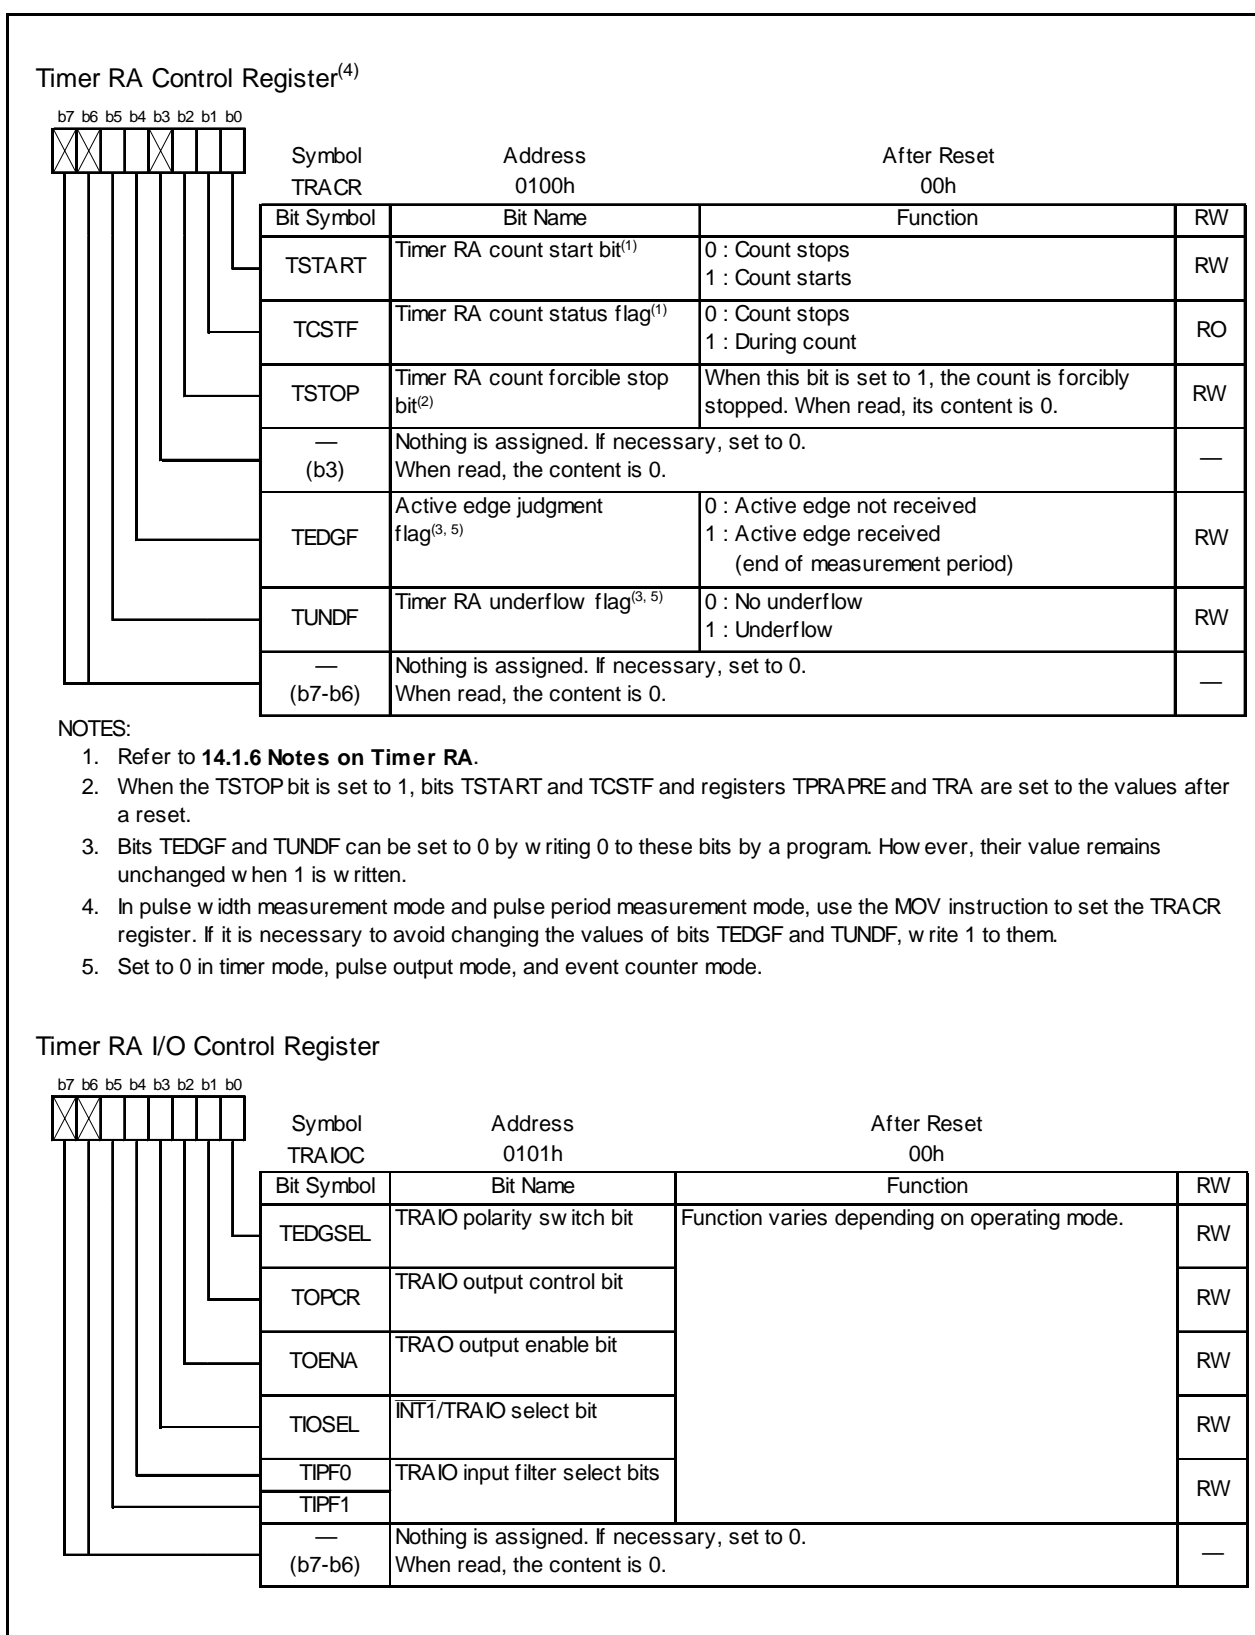 Timer RA Control Register(4)
b7 b6 b5 b4 b3 b2 b1 b0
Symbol Address After Reset
TRACR 0100h 00h
Bit Symbol Bit Name Function RW
TSTART Timer RA count start bit(1) 0 : Count stops RW
1 : Count starts
TCSTF Timer RA count status flag(1) 0 : Count stops RO
1 : During count
TSTOP Timer RA count forcible stop When this bit is set to 1, the count is forcibly RW
bit(2) stopped. When read, its content is 0.
— Nothing is assigned. If necessary, set to 0. —
(b3) When read, the content is 0.
TEDGF Active edge judgment 0 : Active edge not received RW
flag(3, 5) 1 : Active edge received
(end of measurement period)
TUNDF Timer RA underflow flag(3, 5) 0 : No underflow RW
1 : Underflow
— Nothing is assigned. If necessary, set to 0. —
(b7-b6) When read, the content is 0.
NOTES:
1. Refer to 14.1.6 Notes on Timer RA.
2. When the TSTOP bit is set to 1, bits TSTART and TCSTF and registers TPRAPRE and TRA are set to the values after
a reset.
3. Bits TEDGF and TUNDF can be set to 0 by writing 0 to these bits by a program. However, their value remains
unchanged when 1 is written.
4. In pulse width measurement mode and pulse period measurement mode, use the MOV instruction to set the TRACR
register. If it is necessary to avoid changing the values of bits TEDGF and TUNDF, write 1 to them.
5. Set to 0 in timer mode, pulse output mode, and event counter mode.
Timer RA I/O Control Register
b7 b6 b5 b4 b3 b2 b1 b0
Symbol Address After Reset
TRAIOC 0101h 00h
Bit Symbol Bit Name Function RW
TEDGSEL TRAIO polarity switch bit Function varies depending on operating mode. RW
TOPCR TRAIO output control bit RW
TOENA TRAO output enable bit RW
TIOSEL INT1/TRAIO select bit RW
TIPF0 TRAIO input filter select bits RW
TIPF1
— Nothing is assigned. If necessary, set to 0. —
(b7-b6) When read, the content is 0.